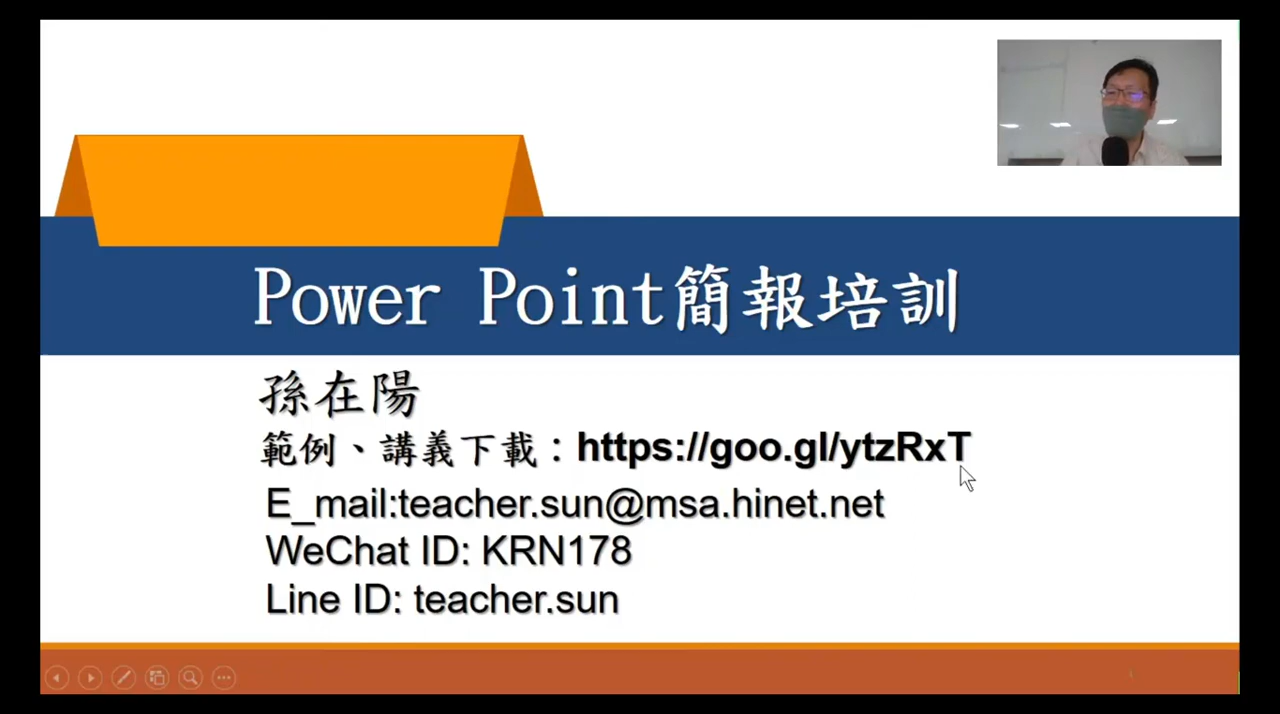 Power Point簡報培訓
孫在陽
範例、講義下載：https://goo.gl/ytzRxT
E_mail:teacher.sun@msa.hinet.net
WeChat ID: KRN178
Line ID: teacher.sun
1